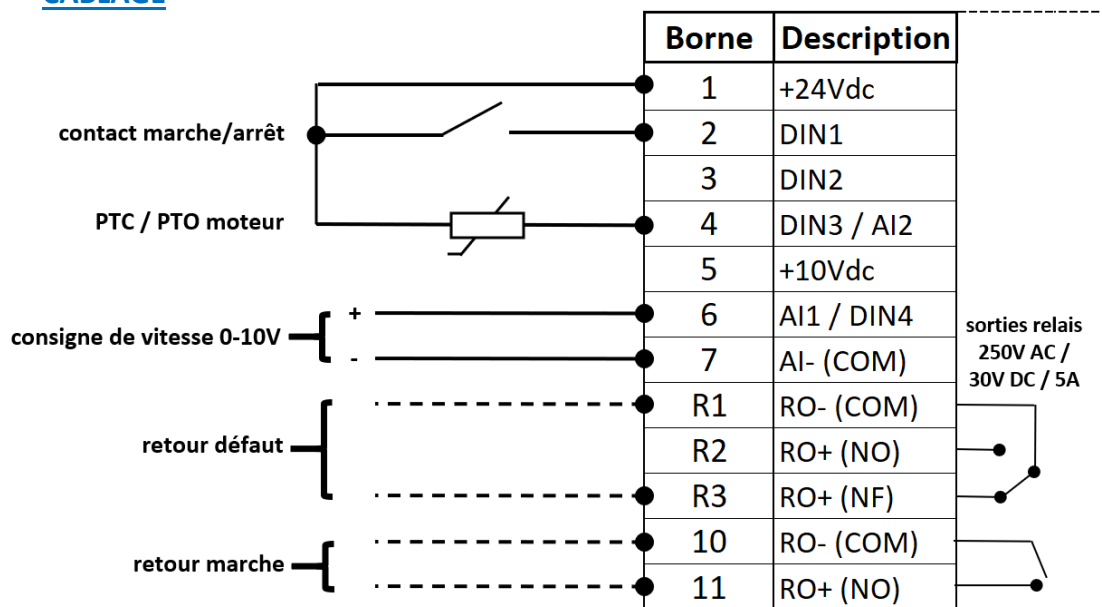 CABLAGE
Borne Description
1 +24Vdc
contact marche/arrêt 2 DIN1
3 DIN2
PTC / PTO moteur 4 DIN3 / AI2
5 +10Vdc
consigne de vitesse 0-10V + 6 AI1 / DIN4
- 7 AI- (COM)
sorties relais
250V AC /
30V DC / 5A
R1 RO- (COM)
retour défaut R2 RO+ (NO)
R3 RO+ (NF)
10 RO- (COM)
retour marche 11 RO+ (NO)